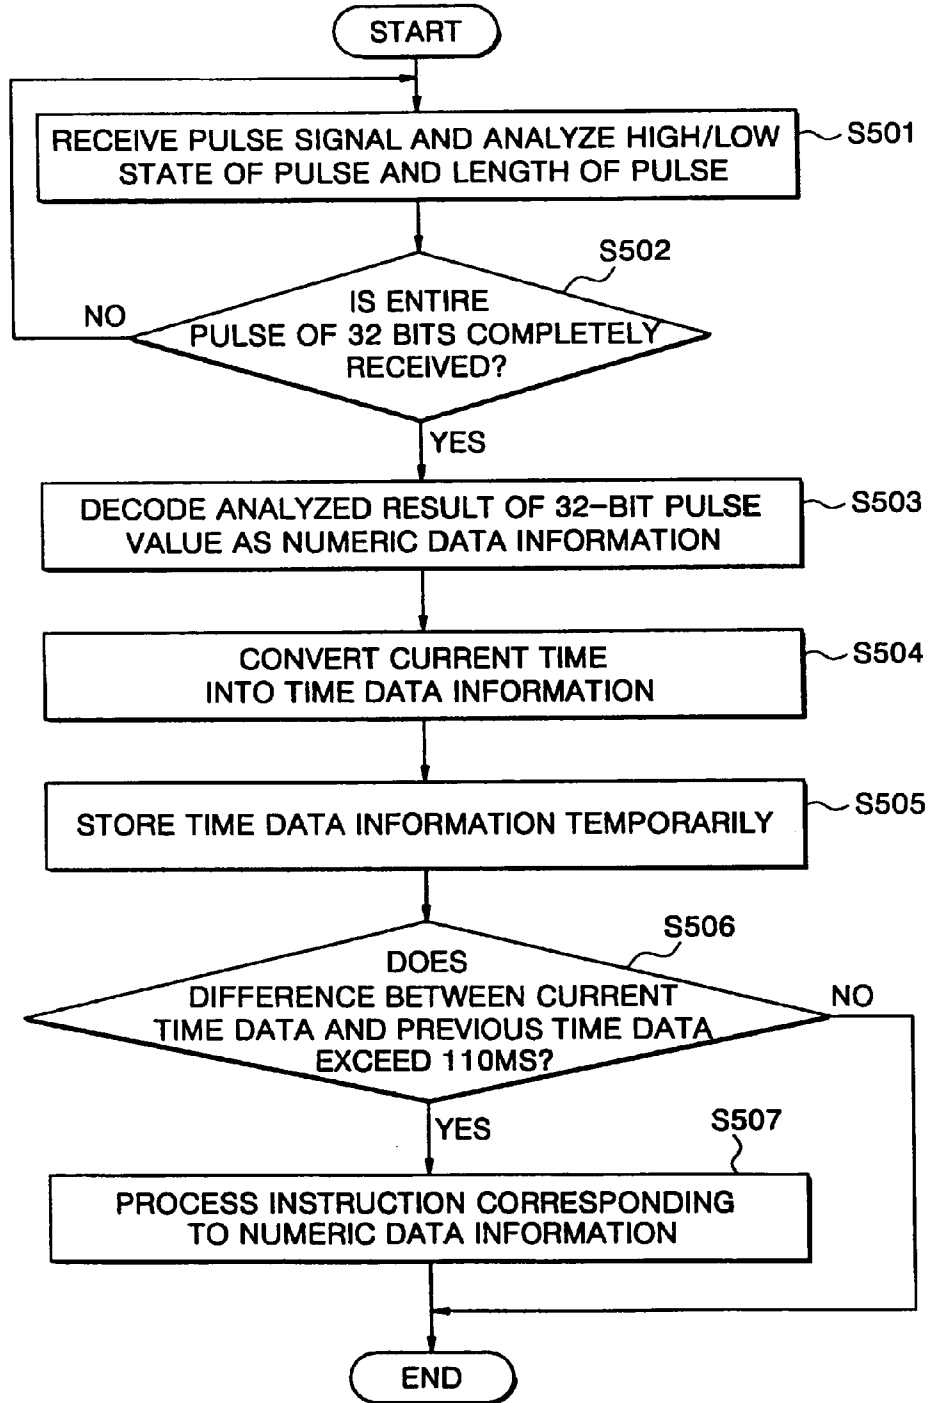 START
RECEIVE PULSE SIGNAL AND ANALYZE HIGH/LOW
STATE OF PULSE AND LENGTH OF PULSE
S501
S502
IS ENTIRE
PULSE OF 32 BITS COMPLETELY
RECEIVED?
NO
YES
DECODE ANALYZED RESULT OF 32-BIT PULSE
VALUE AS NUMERIC DATA INFORMATION
S503
CONVERT CURRENT TIME
INTO TIME DATA INFORMATION
S504
STORE TIME DATA INFORMATION TEMPORARILY
S505
S506
DOES
DIFFERENCE BETWEEN CURRENT
TIME DATA AND PREVIOUS TIME DATA
EXCEED 110MS?
NO
YES
S507
PROCESS INSTRUCTION CORRESPONDING
TO NUMERIC DATA INFORMATION
END